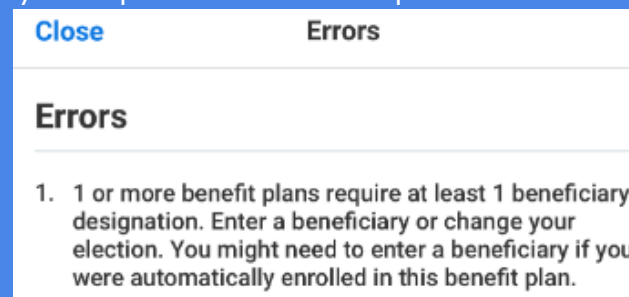 Close Errors
Errors
1. 1 or more benefit plans require at least 1 beneficiary
designation. Enter a beneficiary or change your
election. You might need to enter a beneficiary if you
were automatically enrolled in this benefit plan.